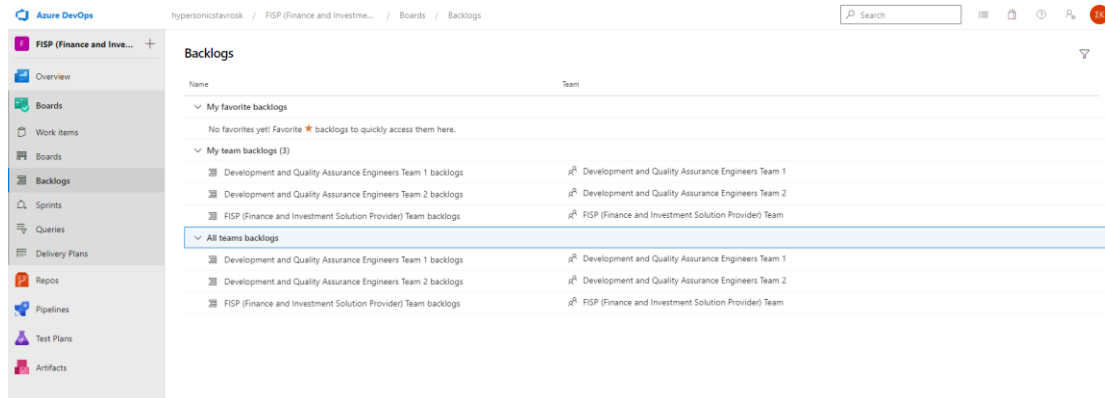 Azure DevOps
hypersonicstavrosk / FISP (Finance and Investme... / Boards / Backlogs
Search
ΣΚ
F FISP (Finance and Inve...
Overview
Boards
Work items
Boards
Backlogs
Sprints
Queries
Delivery Plans
Repos
Pipelines
Test Plans
Artifacts
Backlogs
Name Team
My favorite backlogs
No favorites yet! Favorite ★ backlogs to quickly access them here.
My team backlogs (3)
Development and Quality Assurance Engineers Team 1 backlogs Development and Quality Assurance Engineers Team 1
Development and Quality Assurance Engineers Team 2 backlogs Development and Quality Assurance Engineers Team 2
FISP (Finance and Investment Solution Provider) Team backlogs FISP (Finance and Investment Solution Provider) Team
All teams backlogs
Development and Quality Assurance Engineers Team 1 backlogs Development and Quality Assurance Engineers Team 1
Development and Quality Assurance Engineers Team 2 backlogs Development and Quality Assurance Engineers Team 2
FISP (Finance and Investment Solution Provider) Team backlogs FISP (Finance and Investment Solution Provider) Team